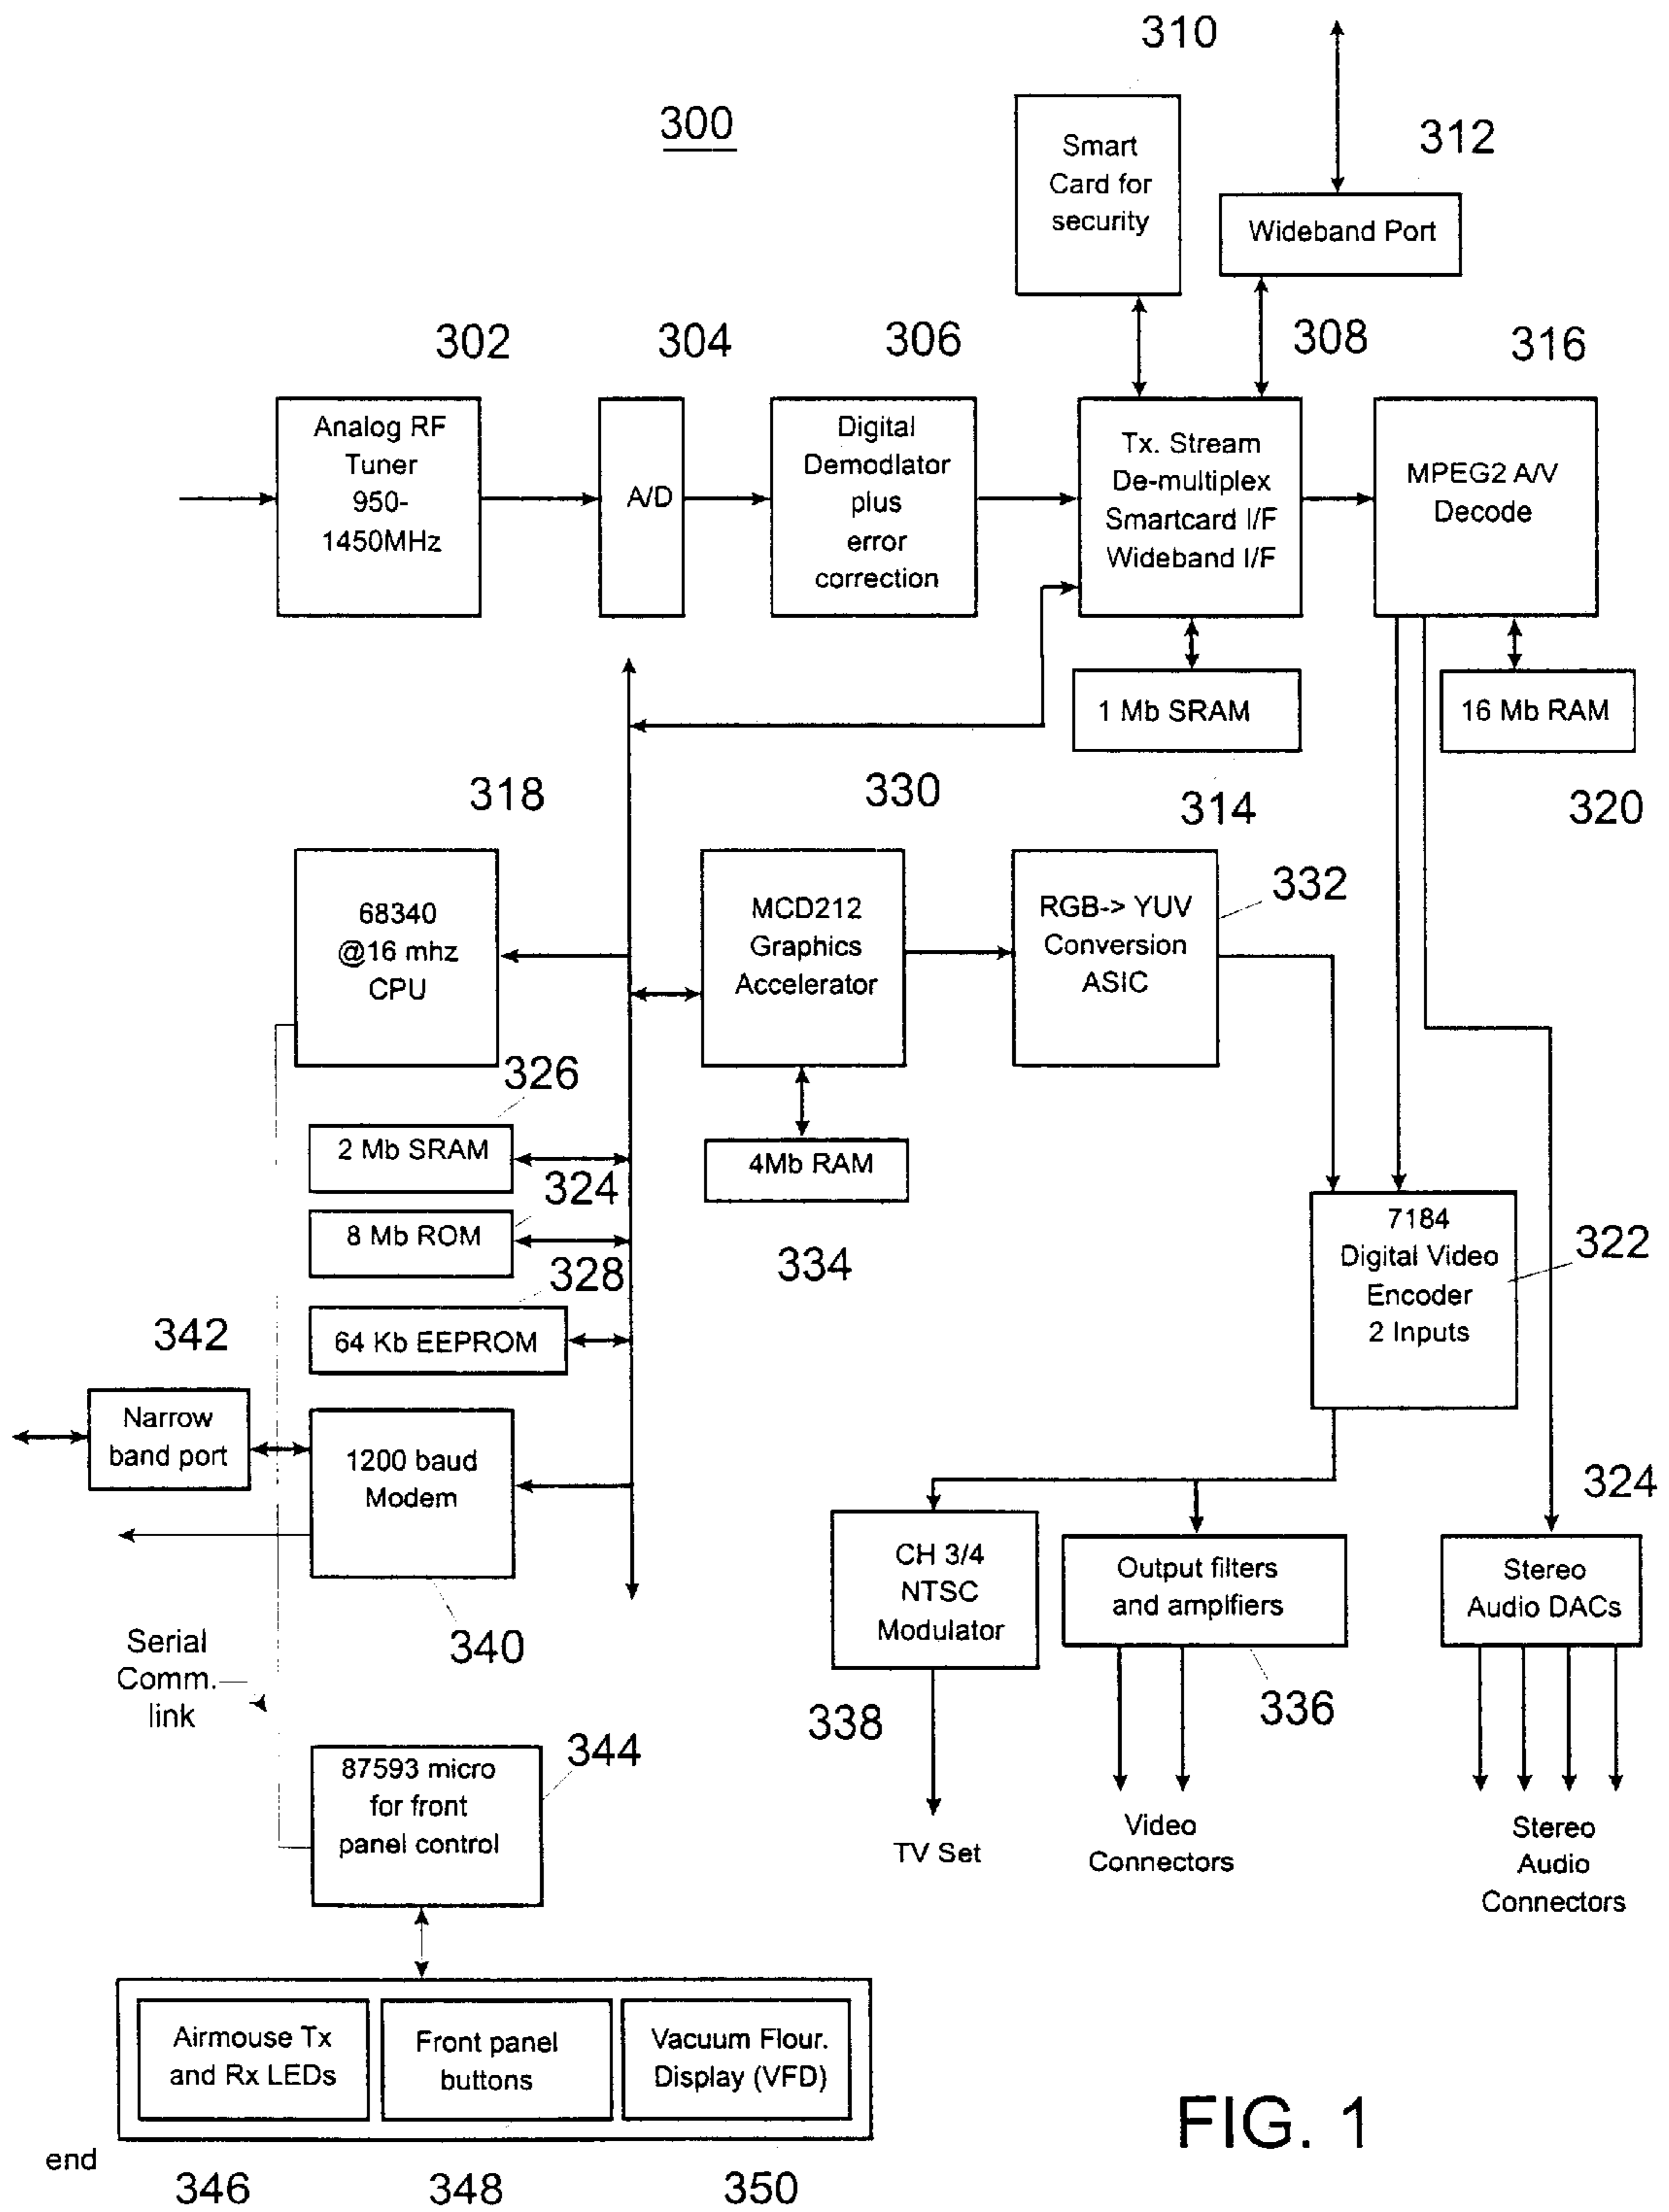 310
300
312
Smart
Card for
security
Wideband Port
302
304
306
308
316
Analog RF
Tuner
950-
1450MHz
A/D
Digital
Demodlator
plus
error
correction
Tx. Stream
De-multiplex
Smartcard I/F
Wideband I/F
MPEG2 A/V
Decode
1 Mb SRAM
16 Mb RAM
318
330
314
320
68340
@16 mhz
CPU
MCD212
Graphics
Accelerator
RGB-> YUV
Conversion
ASIC
332
326
2 Mb SRAM
4Mb RAM
324
8 Mb ROM
334
328
64 Kb EEPROM
7184
Digital Video
Encoder
2 Inputs
322
342
Narrow
band port
1200 baud
Modem
340
324
CH 3/4
NTSC
Modulator
Output filters
and amplfiers
Stereo
Audio DACs
Serial
Comm.
link
338
336
344
87593 micro
for front
panel control
TV Set
Video
Connectors
Stereo
Audio
Connectors
Airmouse Tx
and Rx LEDs
Front panel
buttons
Vacuum Flour.
Display (VFD)
end
346
348
350
FIG. 1